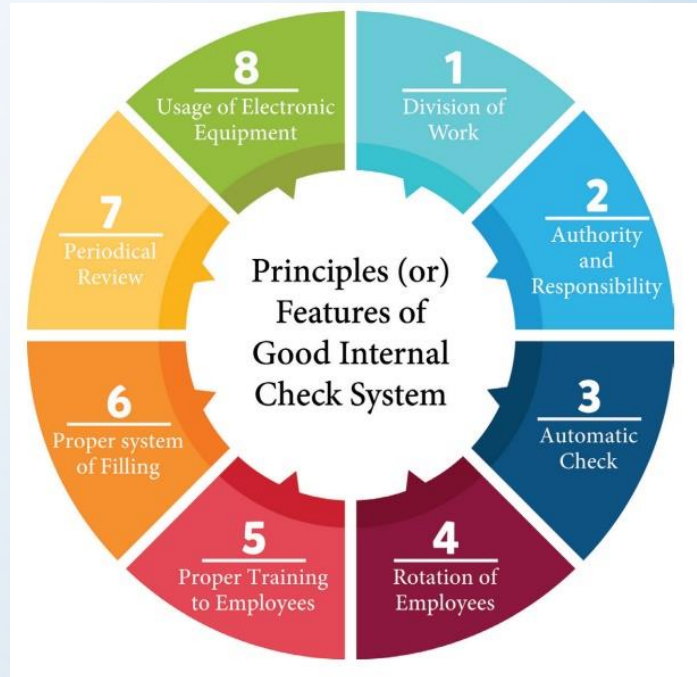 Principles (or)
Features of
Good Internal
Check System
1
Division of
Work
2
Authority
and
Responsibility
3
Automatic
Check
4
Rotation of
Employees
5
Proper Training
to Employees
6
Proper system
of Filling
7
Periodical
Review
8
Usage of Electronic
Equipment